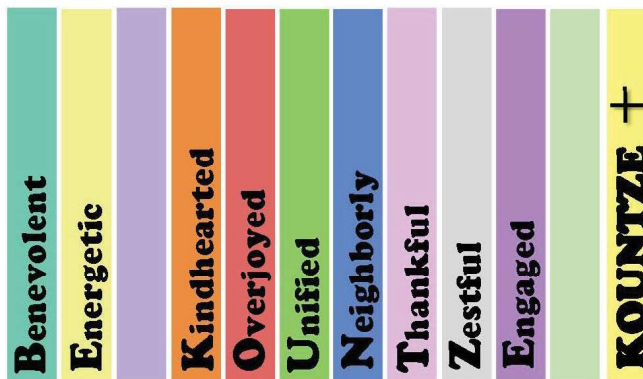 Benevolent
Energetic
Kindhearted
Overjoyed
Unified
Neighborly
Thankful
Zestful
Engaged
KOUNTZE +